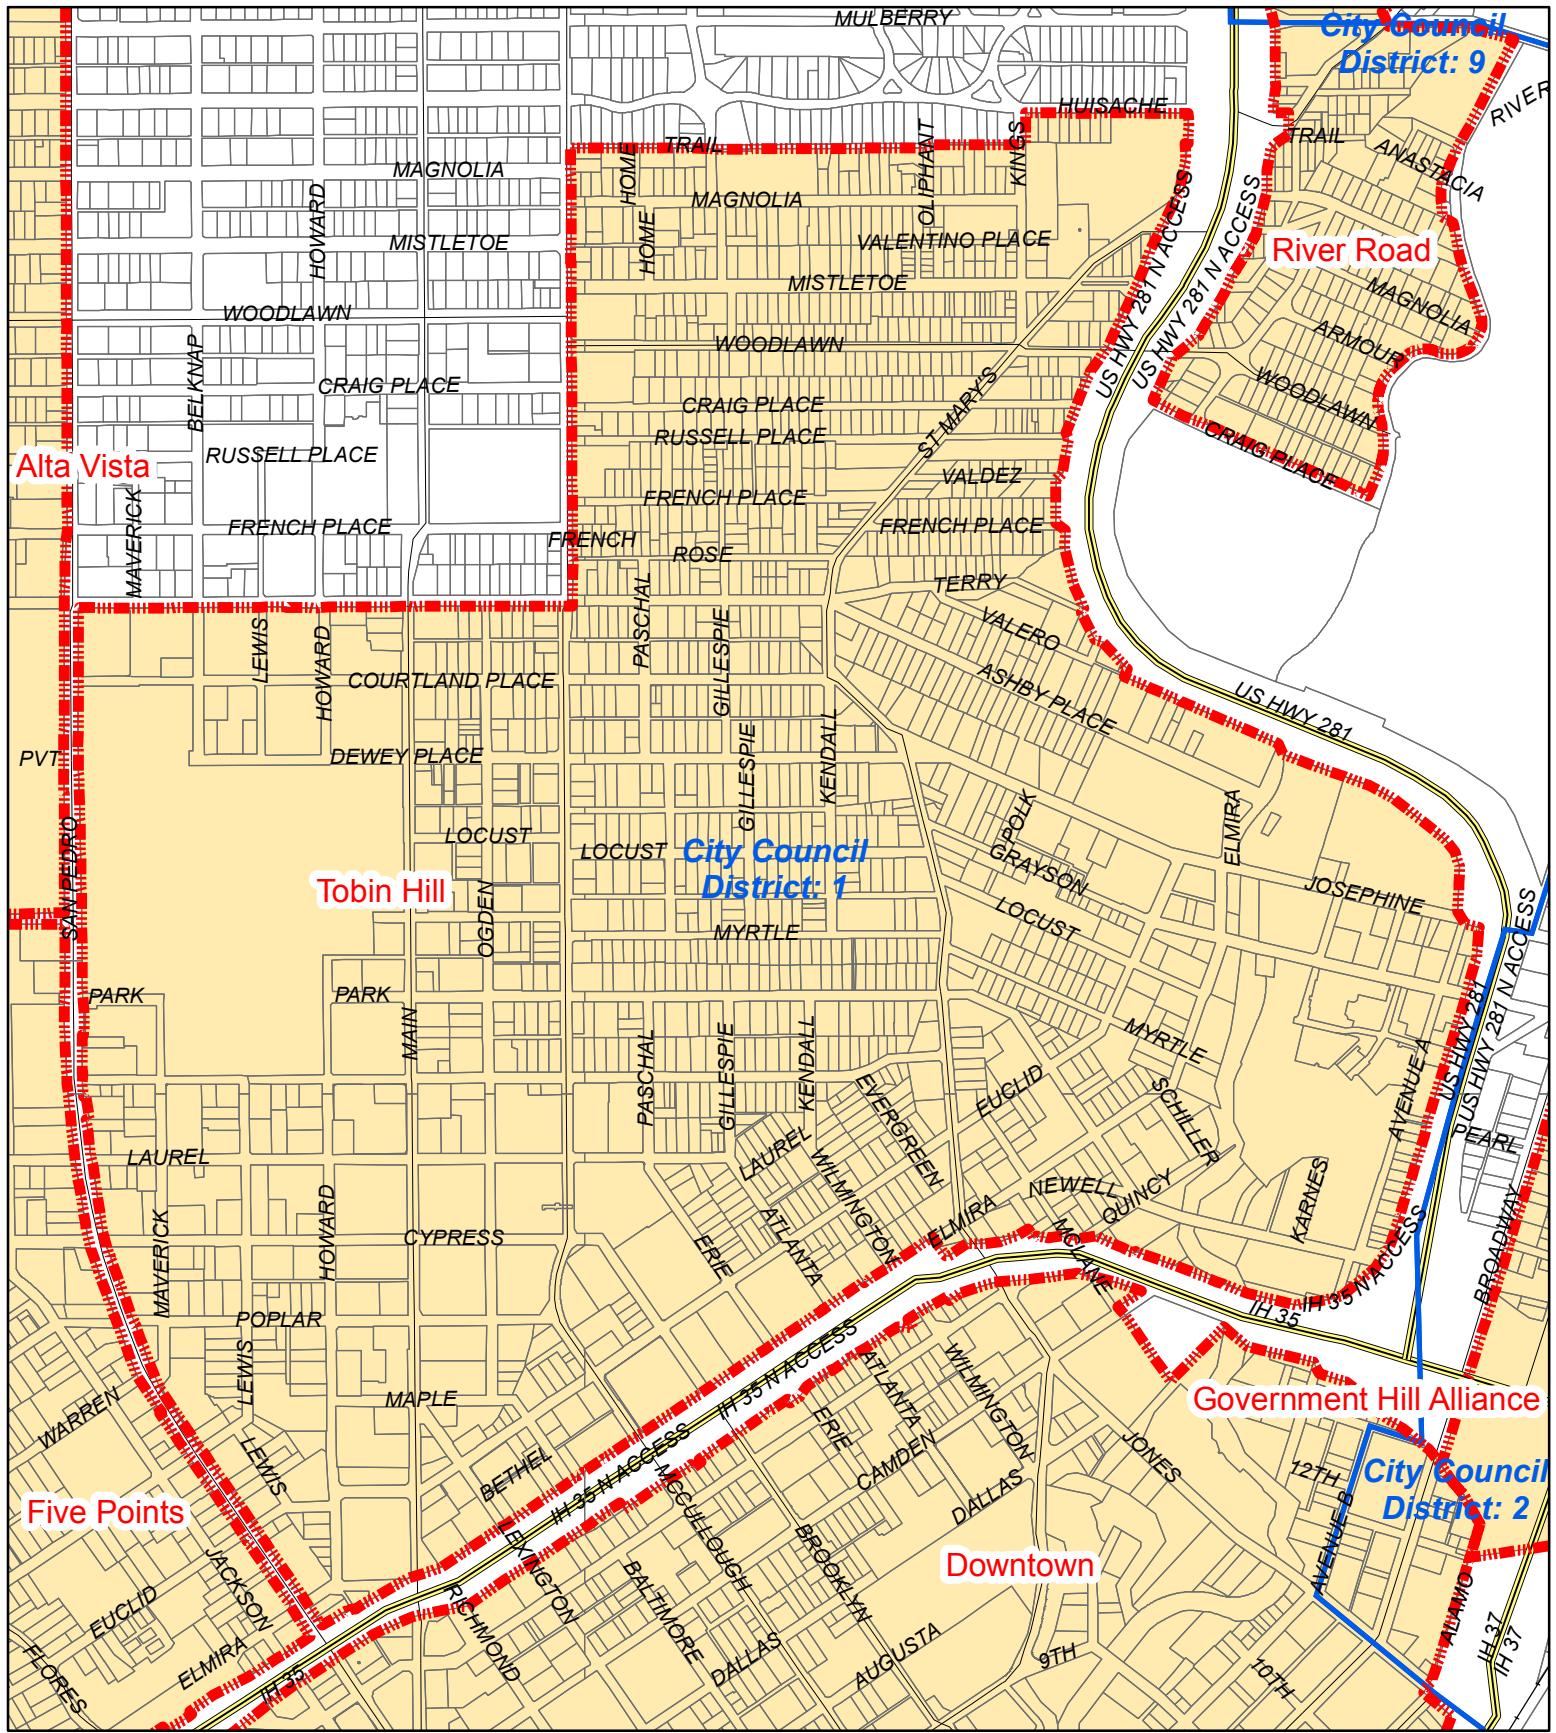 MULBERRY
City Council
District: 9
RIVER
HUISACHE
TRAIL
TRAIL
ANASTACIA
MAGNOLIA
HOWARD
HOME
OLIPHANT
KINGS
MAGNOLIA
HOME
MISTLETOE
VALENTINO PLACE
MISTLETOE
US HWY 281 N ACCESS
US HWY 281 N ACCESS
River Road
MAGNOLIA
ARMOUR
WOODLAWN
WOODLAWN
WOODLAWN
BELKNAP
CRAIG PLACE
CRAIG PLACE
ST MARY'S
CRAIG PLACE
RUSSELL PLACE
RUSSELL PLACE
Alta Vista
MAVERICK
VALDEZ
FRENCH PLACE
FRENCH PLACE
FRENCH PLACE
FRENCH
ROSE
TERRY
PASCHAL
GILLESPIE
VALERO
LEWIS
HOWARD
COURTLAND PLACE
ASHBY PLACE
US HWY 281
PVT
DEWEY PLACE
GILLESPIE
KENDALL
SAN PEDRO
LOCUST
LOCUST
City Council
District: 1
POLK
GRAYSON
ELMIRA
JOSEPHINE
Tobin Hill
OGDEN
LOCUST
MYRTLE
US HWY 281
US HWY 281 N ACCESS
PARK
PARK
MAIN
PASCHAL
GILLESPIE
KENDALL
MYRTLE
EUCLID
EVERGREEN
SCHILLER
AVENUE A
PEARL
LAUREL
LAUREL
WILMINGTON
NEWELL
QUINCY
KARNES
BROADWAY
MAVERICK
HOWARD
CYPRESS
ERIE
ATLANTA
ELMIRA
MCLANE
IH 35
IH 35 N ACCESS
POPLAR
LEWIS
MAPLE
IH 35 N ACCESS
ATLANTA
WILMINGTON
Government Hill Alliance
WARREN
LEWIS
BETHEL
IH 35 N ACCESS
ERIE
CAMDEN
JONES
12TH
City Council
District: 2
Five Points
MCCULLOUGH
DALLAS
AVENUE B
LEXINGTON
BROOKLYN
Downtown
JACKSON
EUCLID
RICHMOND
BALTIMORE
ALAMO
FLORES
ELMIRA
IH 35
DALLAS
AUGUSTA
9TH
10TH
IH 37
IH 37